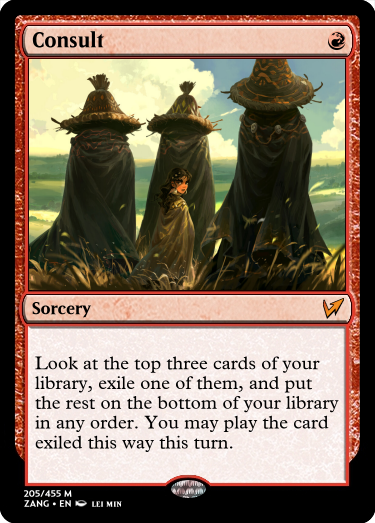 Consult
Sorcery
Look at the top three cards of your
library, exile one of them, and put
the rest on the bottom of your library
in any order. You may play the card
exiled this way this turn.
205/455 M
ZANG • EN LEI MIN